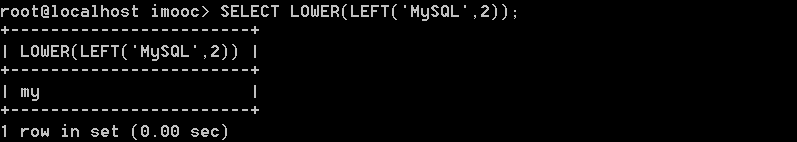 root@localhost imooc> SELECT LOWER(LEFT('MySQL',2));
+------------------------+
| LOWER(LEFT('MySQL',2)) |
+------------------------+
| my                     |
+------------------------+
1 row in set (0.00 sec)